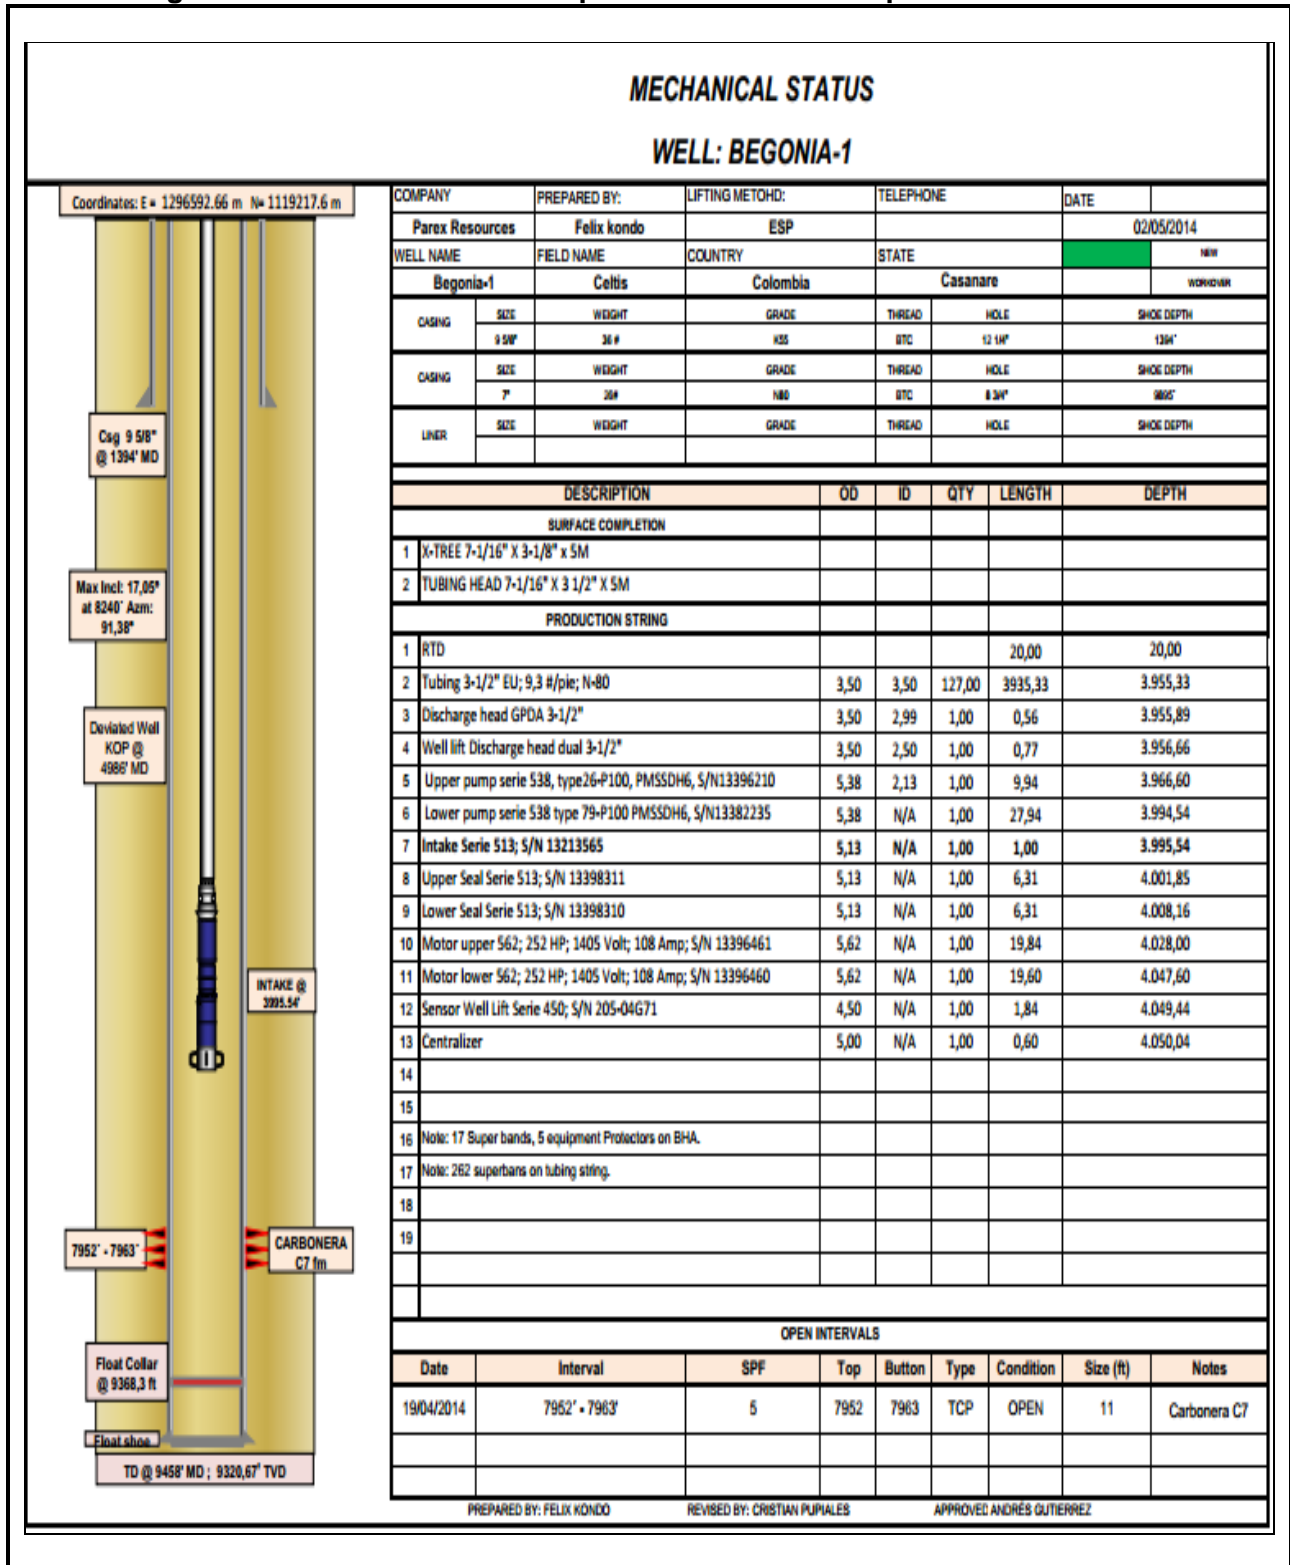 MECHANICAL STATUS
WELL: BEGONIA-1
Coordinates: E = 1296592.66 m N= 1119217.6 m
Csg 9 5/8"
@ 1394' MD
Max Incl: 17,05°
at 8240´ Azm:
91,38°
Deviated Well
KOP @
4986' MD
INTAKE @
3995.54'
7952´ - 7963´
CARBONERA
C7 fm
Float Collar
@ 9368,3 ft
Float shoe
TD @ 9458' MD ; 9320,67' TVD
COMPANY PREPARED BY: LIFTING METOHD: TELEPHONE DATE
Parex Resources Felix kondo ESP 02/05/2014
WELL NAME FIELD NAME COUNTRY STATE NEW
Begonia-1 Celtis Colombia Casanare WORKOVER
CASING SIZE WEIGHT GRADE THREAD HOLE SHOE DEPTH
9 5/8" 36 # K55 BTC 12 1/4" 1394'
CASING SIZE WEIGHT GRADE THREAD HOLE SHOE DEPTH
7" N80 BTC 8 3/4"
LINER SIZE WEIGHT GRADE THREAD HOLE SHOE DEPTH
DESCRIPTION OD ID QTY LENGTH DEPTH
SURFACE COMPLETION
1 X-TREE 7-1/16" X 3-1/8" x 5M
2 TUBING HEAD 7-1/16" X 3 1/2" X 5M
PRODUCTION STRING
1 RTD 20,00 20,00
2 Tubing 3-1/2" EU; 9,3 #/pie; N-80 3,50 3,50 127,00 3935,33 3.955,33
3 Discharge head GPDA 3-1/2" 3,50 2,99 1,00 0,56 3.955,89
4 Well lift Discharge head dual 3-1/2" 3,50 2,50 1,00 0,77 3.956,66
5 Upper pump serie 538, type26-P100, PMSSDH6, S/N13396210 5,38 2,13 1,00 9,94 3.966,60
6 Lower pump serie 538 type 79-P100 PMSSDH6, S/N13382235 5,38 N/A 1,00 27,94 3.994,54
7 Intake Serie 513; S/N 13213565 5,13 N/A 1,00 1,00 3.995,54
8 Upper Seal Serie 513; S/N 13398311 5,13 N/A 1,00 6,31 4.001,85
9 Lower Seal Serie 513; S/N 13398310 5,13 N/A 1,00 6,31 4.008,16
10 Motor upper 562; 252 HP; 1405 Volt; 108 Amp; S/N 13396461 5,62 N/A 1,00 19,84 4.028,00
11 Motor lower 562; 252 HP; 1405 Volt; 108 Amp; S/N 13396460 5,62 N/A 1,00 19,60 4.047,60
12 Sensor Well Lift Serie 450; S/N 205-04G71 4,50 N/A 1,00 1,84 4.049,44
13 Centralizer 5,00 N/A 1,00 0,60 4.050,04
14
15
16 Note: 17 Super bands, 5 equipment Protectors on BHA.
17 Note: 262 superbans on tubing string.
18
19
OPEN INTERVALS
Date Interval SPF Top Button Type Condition Size (ft) Notes
19/04/2014 7952´ - 7963' 5 7952 7963 TCP OPEN 11 Carbonera C7
PREPARED BY: FELIX KONDO REVISED BY: CRISTIAN PUPIALES APPROVED ANDRÉS GUTIERREZ